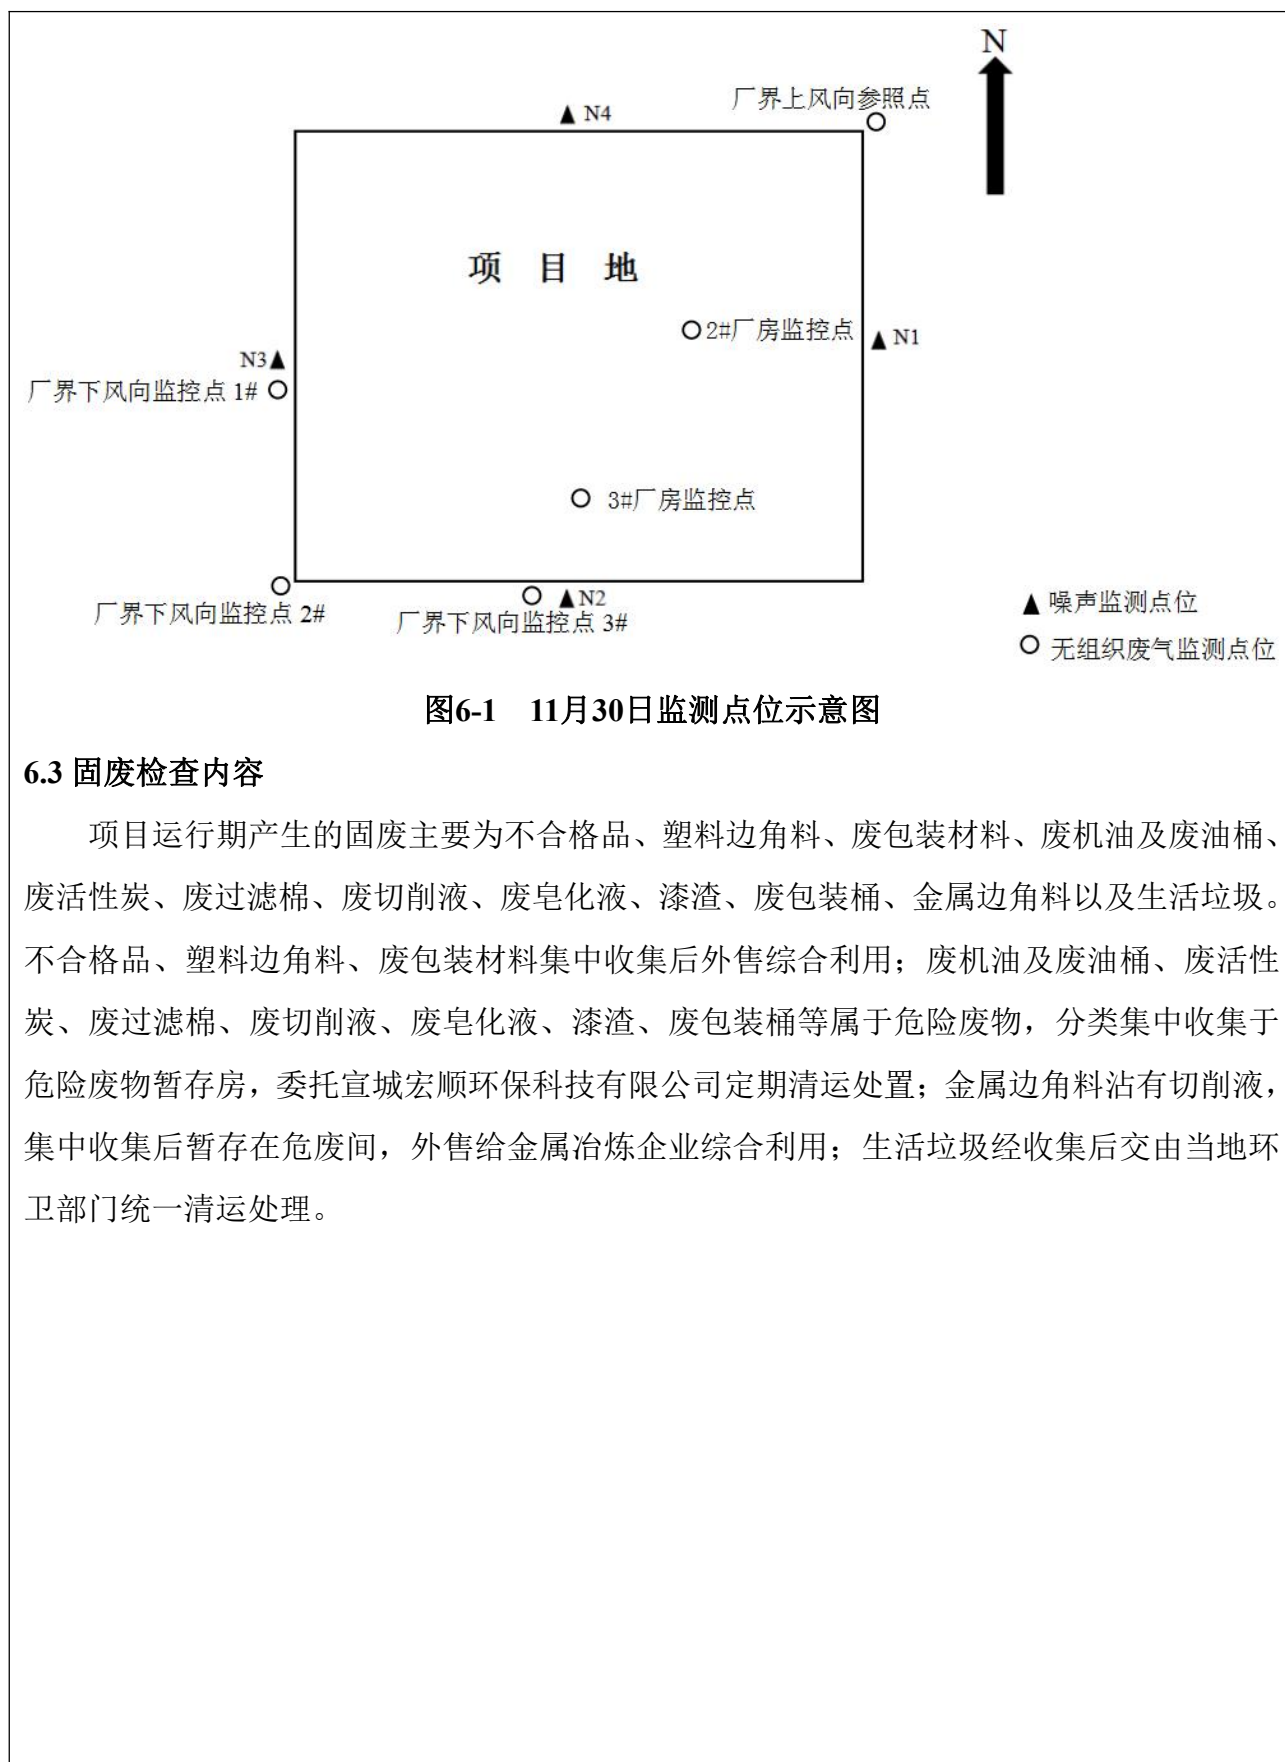 N
厂界上风向参照点
▲ N4
项 目 地
2#厂房监控点
▲ N1
N3▲
厂界下风向监控点 1#
3#厂房监控点
▲N2
厂界下风向监控点 2#
厂界下风向监控点 3#
▲ 噪声监测点位
○ 无组织废气监测点位
图6-1 11月30日监测点位示意图
6.3 固废检查内容
项目运行期产生的固废主要为不合格品、塑料边角料、废包装材料、废机油及废油桶、
废活性炭、废过滤棉、废切削液、废皂化液、漆渣、废包装桶、金属边角料以及生活垃圾。
不合格品、塑料边角料、废包装材料集中收集后外售综合利用；废机油及废油桶、废活性
炭、废过滤棉、废切削液、废皂化液、漆渣、废包装桶等属于危险废物，分类集中收集于
危险废物暂存房，委托宣城宏顺环保科技有限公司定期清运处置；金属边角料沾有切削液，
集中收集后暂存在危废间，外售给金属冶炼企业综合利用；生活垃圾经收集后交由当地环
卫部门统一清运处理。